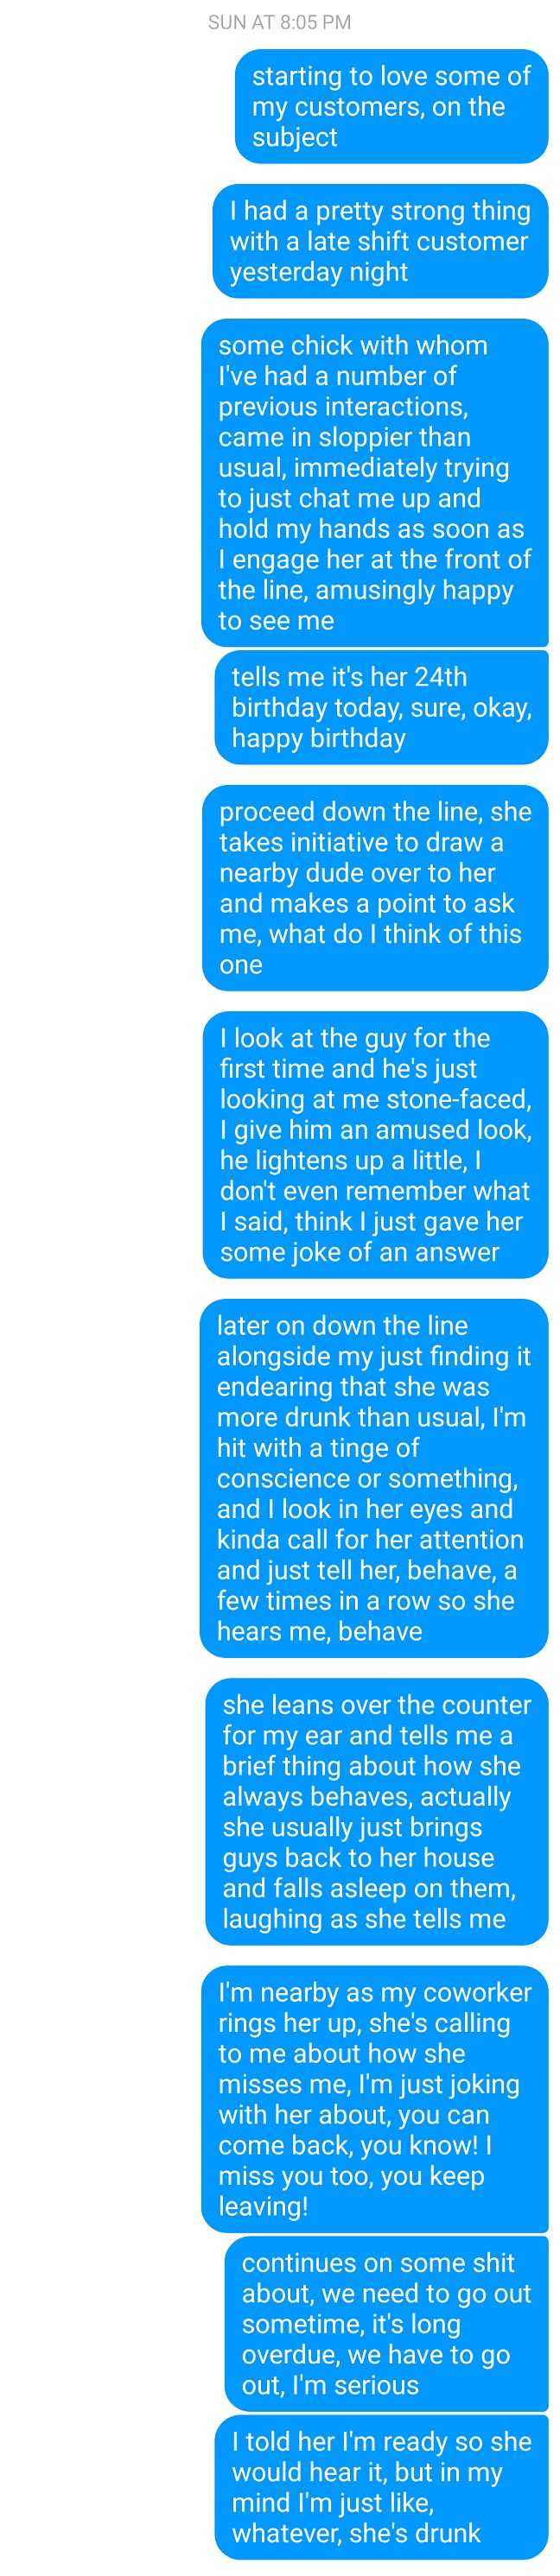 SUN AT 8:05 PM
starting to love some of
my customers, on the
subject
I had a pretty strong thing
with a late shift customer
yesterday night
some chick with whom
I've had a number of
previous interactions,
came in sloppier than
usual, immediately trying
to just chat me up and
hold my hands as soon as
I engage her at the front of
the line, amusingly happy
to see me
tells me it's her 24th
birthday today, sure, okay,
happy birthday
proceed down the line, she
takes initiative to draw a
nearby dude over to her
and makes a point to ask
me, what do I think of this
one
I look at the guy for the
first time and he's just
looking at me stone-faced,
I give him an amused look,
he lightens up a little, I
don't even remember what
I said, think I just gave her
some joke of an answer
later on down the line
alongside my just finding it
endearing that she was
more drunk than usual, I'm
hit with a tinge of
conscience or something,
and I look in her eyes and
kinda call for her attention
and just tell her, behave, a
few times in a row so she
hears me, behave
she leans over the counter
for my ear and tells me a
brief thing about how she
always behaves, actually
she usually just brings
guys back to her house
and falls asleep on them,
laughing as she tells me
I'm nearby as my coworker
rings her up, she's calling
to me about how she
misses me, I'm just joking
with her about, you can
come back, you know! I
miss you too, you keep
leaving!
continues on some shit
about, we need to go out
sometime, it's long
overdue, we have to go
out, I'm serious
I told her I'm ready so she
would hear it, but in my
mind I'm just like,
whatever, she's drunk